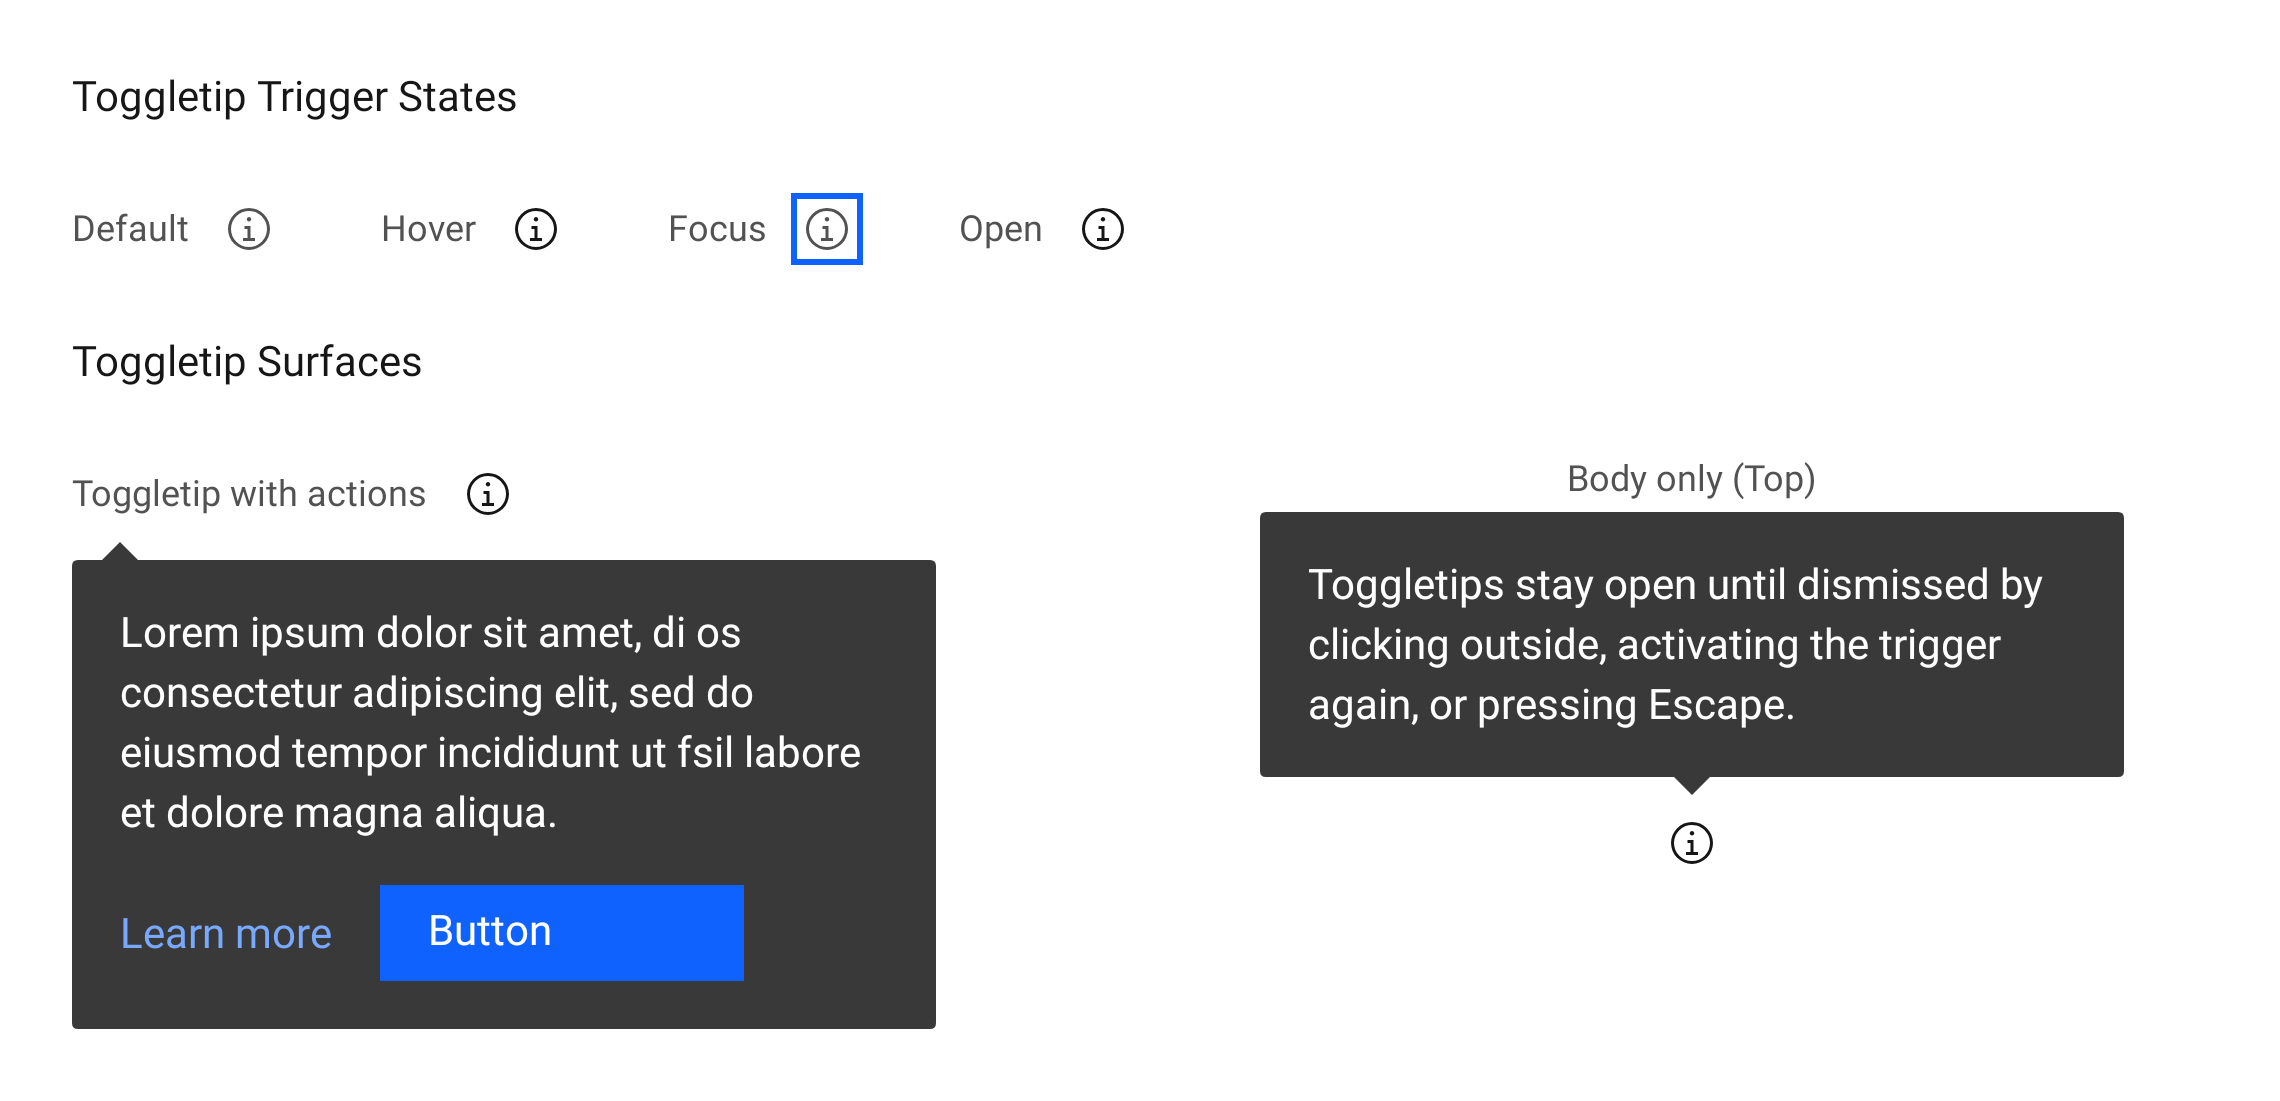 Toggletip Trigger States
Default
Hover
Focus
Open
Toggletip Surfaces
Toggletip with actions
Lorem ipsum dolor sit amet, di os
consectetur adipiscing elit, sed do
eiusmod tempor incididunt ut fsil labore
et dolore magna aliqua.
Learn more
Button
Body only (Top)
Toggletips stay open until dismissed by
clicking outside, activating the trigger
again, or pressing Escape.